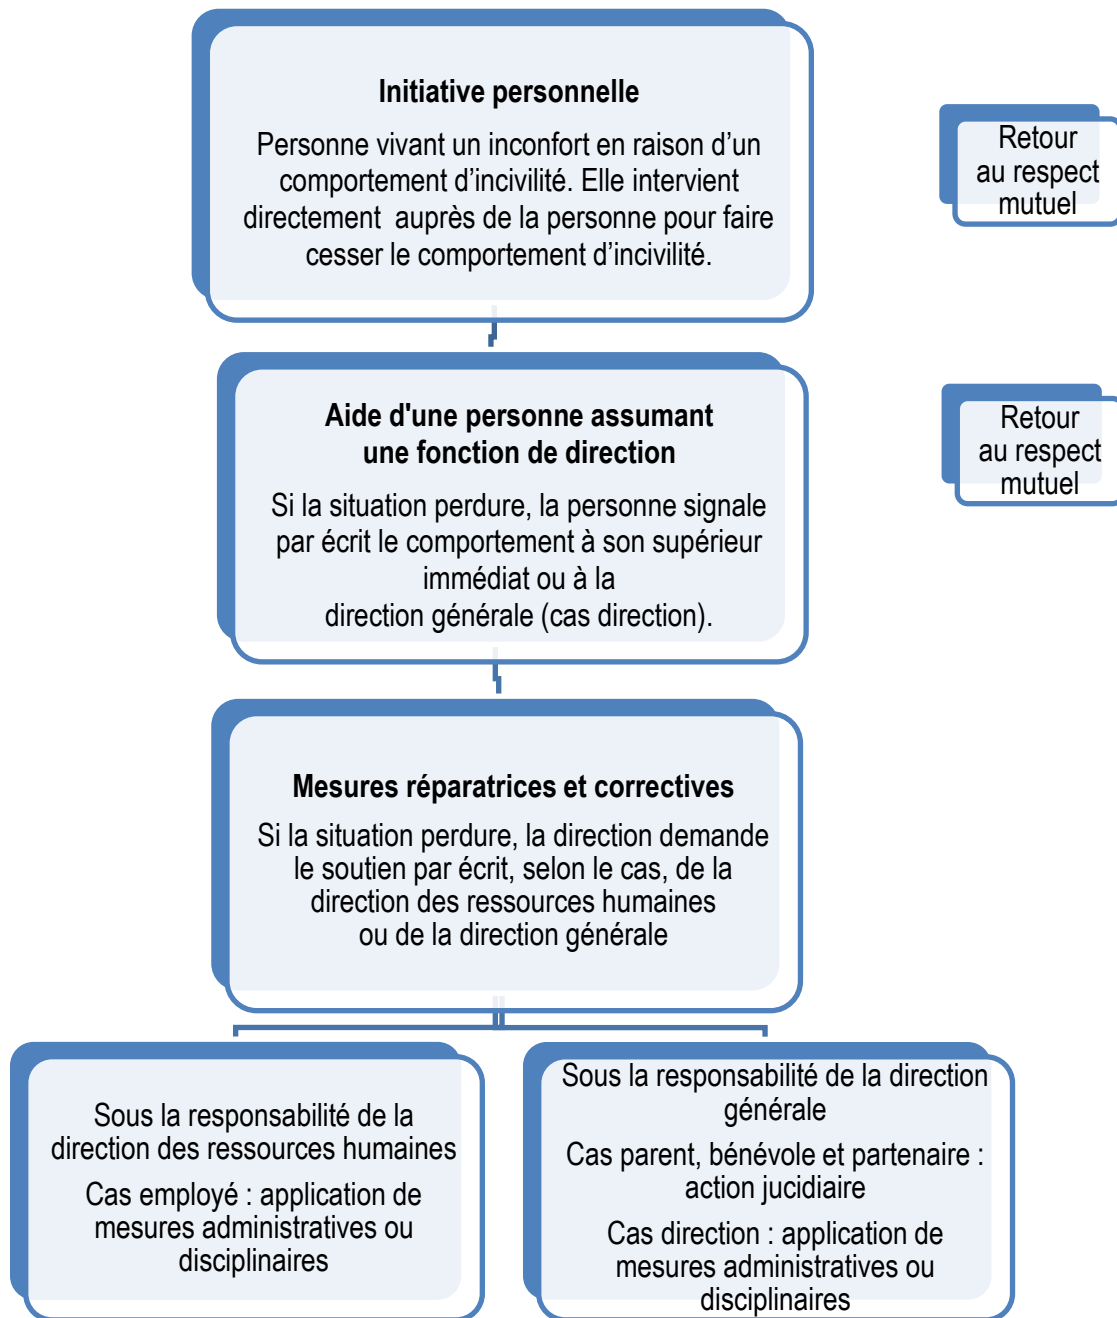 Initiative personnelle
Personne vivant un inconfort en raison d’un
comportement d’incivilité. Elle intervient
directement auprès de la personne pour faire
cesser le comportement d’incivilité.
Retour
au respect
mutuel
Aide d'une personne assumant
une fonction de direction
Si la situation perdure, la personne signale
par écrit le comportement à son supérieur
immédiat ou à la
direction générale (cas direction).
Retour
au respect
mutuel
Mesures réparatrices et correctives
Si la situation perdure, la direction demande
le soutien par écrit, selon le cas, de la
direction des ressources humaines
ou de la direction générale
Sous la responsabilité de la
direction des ressources humaines
Cas employé : application de
mesures administratives ou
disciplinaires
Sous la responsabilité de la direction
générale
Cas parent, bénévole et partenaire :
action jucidiaire
Cas direction : application de
mesures administratives ou
disciplinaires